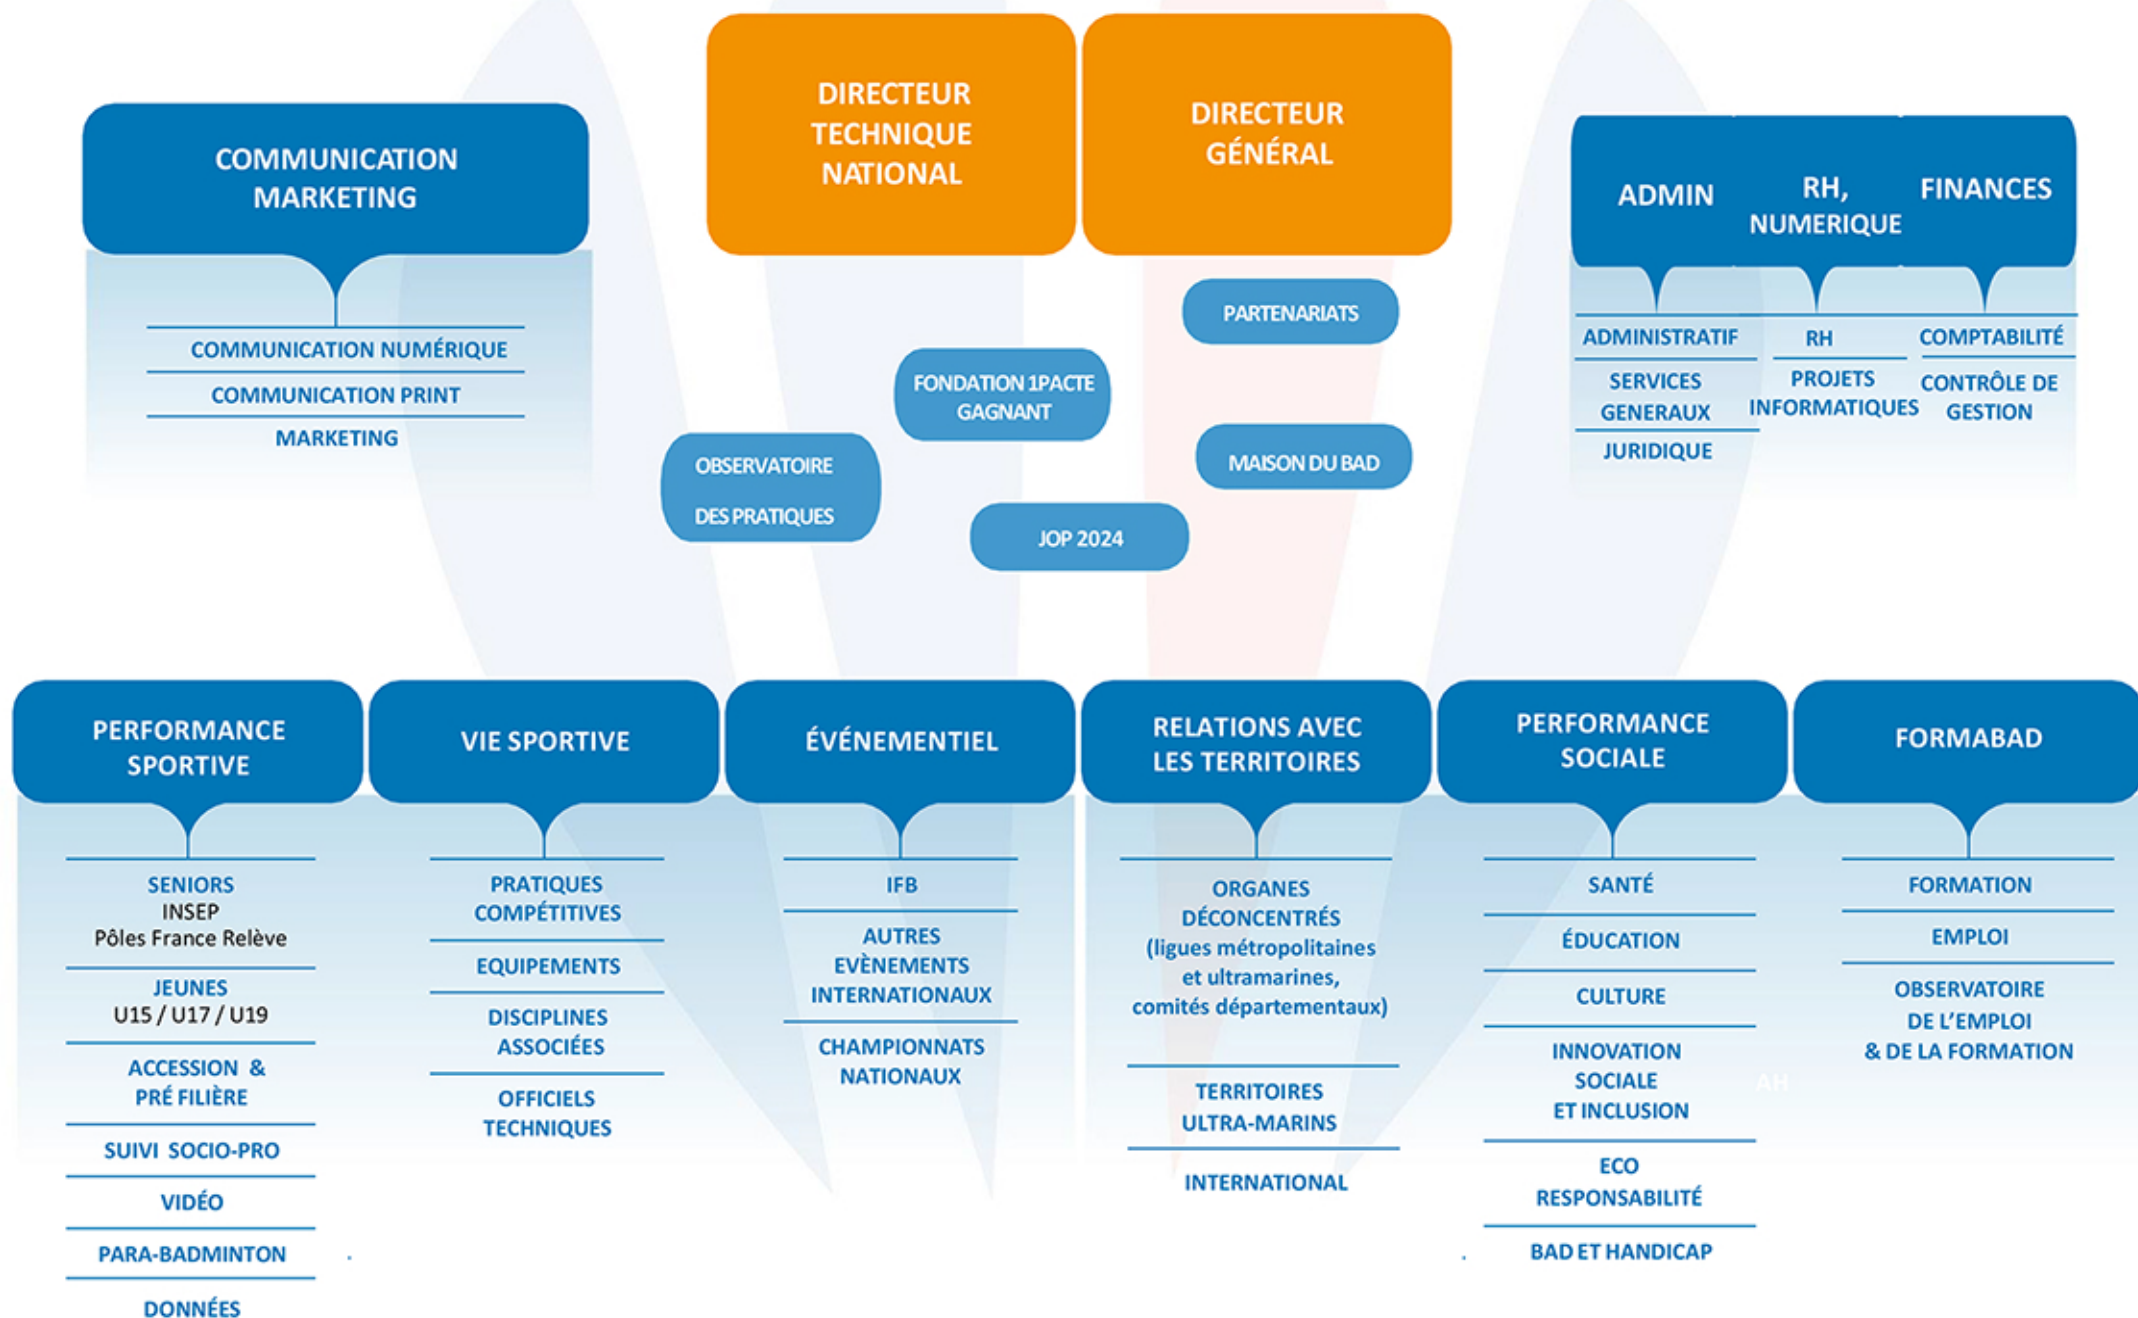 DIRECTEUR
TECHNIQUE
NATIONAL
DIRECTEUR
GÉNÉRAL
COMMUNICATION
MARKETING
COMMUNICATION NUMÉRIQUE
COMMUNICATION PRINT
MARKETING
ADMIN
RH,
NUMERIQUE
FINANCES
ADMINISTRATIF
SERVICES
GENERAUX
JURIDIQUE
RH
PROJETS
INFORMATIQUES
COMPTABILITÉ
CONTRÔLE DE
GESTION
PARTENARIATS
FONDATION 1PACTE
GAGNANT
OBSERVATOIRE
DES PRATIQUES
MAISON DU BAD
JOP 2024
PERFORMANCE
SPORTIVE
SENIORS
INSEP
Pôles France Relève
JEUNES
U15 / U17 / U19
ACCESSION &
PRÉ FILIÈRE
SUIVI SOCIO-PRO
VIDÉO
PARA-BADMINTON
DONNÉES
VIE SPORTIVE
PRATIQUES
COMPÉTITIVES
EQUIPEMENTS
DISCIPLINES
ASSOCIÉES
OFFICIELS
TECHNIQUES
ÉVÉNEMENTIEL
IFB
AUTRES
EVÈNEMENTS
INTERNATIONAUX
CHAMPIONNATS
NATIONAUX
RELATIONS AVEC
LES TERRITOIRES
ORGANES
DÉCONCENTRÉS
(ligues métropolitaines
et ultramarines,
comités départementaux)
TERRITOIRES
ULTRA-MARINS
INTERNATIONAL
PERFORMANCE
SOCIALE
SANTÉ
ÉDUCATION
CULTURE
INNOVATION
SOCIALE
ET INCLUSION
AH
ECO
RESPONSABILITÉ
BAD ET HANDICAP
FORMABAD
FORMATION
EMPLOI
OBSERVATOIRE
DE L'EMPLOI
& DE LA FORMATION